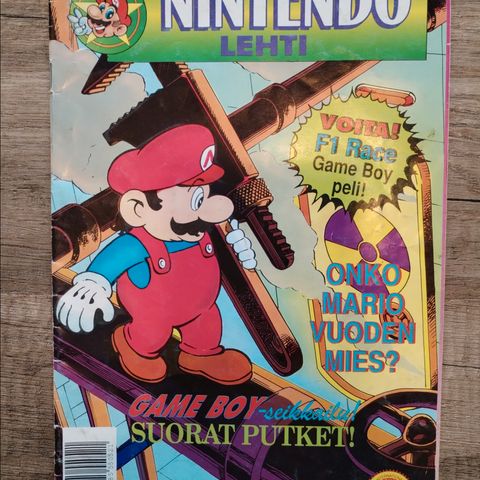 NINTENDO
LEHTI
VOITA!
F1 Race
Game Boy
peli!
ONKO
MARIO
VUODEN
MIES?
GAME BOY-seikkailu!
SUORAT PUTKET!